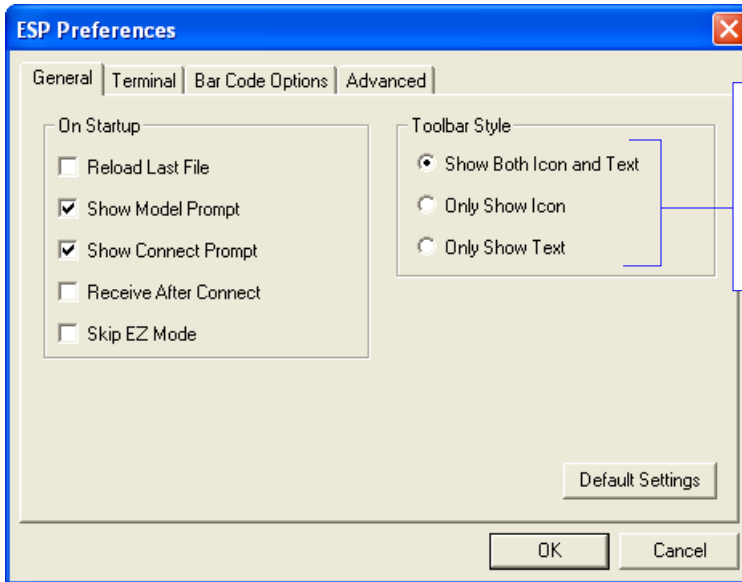 ESP Preferences
General Terminal Bar Code Options Advanced
On Startup
Reload Last File
Show Model Prompt
Show Connect Prompt
Receive After Connect
Skip EZ Mode
Toolbar Style
Show Both Icon and Text
Only Show Icon
Only Show Text
Default Settings
OK Cancel